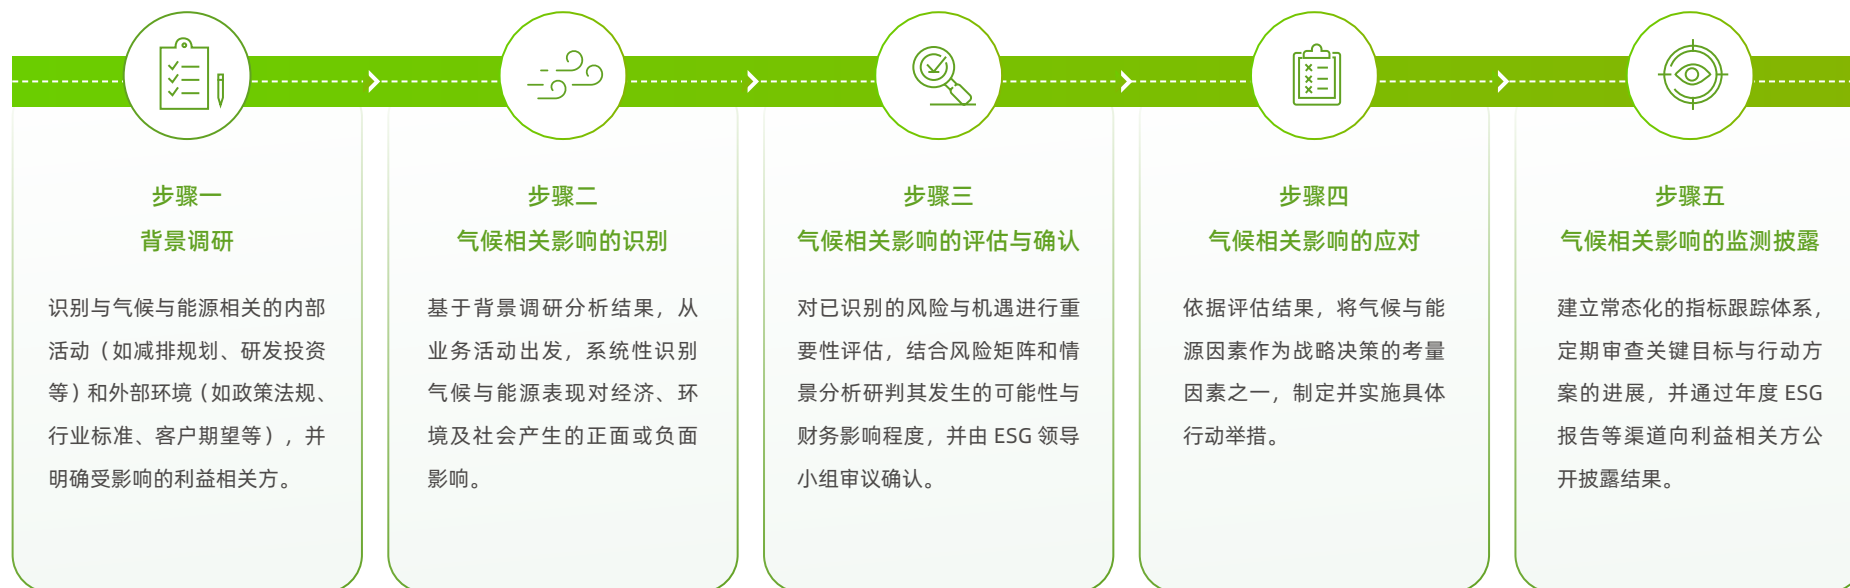 步骤一
背景调研
识别与气候与能源相关的内部
活动（如减排规划、研发投资
等）和外部环境（如政策法规、
行业标准、客户期望等），并
明确受影响的利益相关方。
步骤二
气候相关影响的识别
基于背景调研分析结果，从
业务活动出发，系统性识别
气候与能源表现对经济、环
境及社会产生的正面或负面
影响。
步骤三
气候相关影响的评估与确认
对已识别的风险与机遇进行重
要性评估，结合风险矩阵和情
景分析研判其发生的可能性与
财务影响程度，并由 ESG 领导
小组审议确认。
步骤四
气候相关影响的应对
依据评估结果，将气候与能
源因素作为战略决策的考量
因素之一，制定并实施具体
行动举措。
步骤五
气候相关影响的监测披露
建立常态化的指标跟踪体系，
定期审查关键目标与行动方
案的进展，并通过年度 ESG
报告等渠道向利益相关方公
开披露结果。